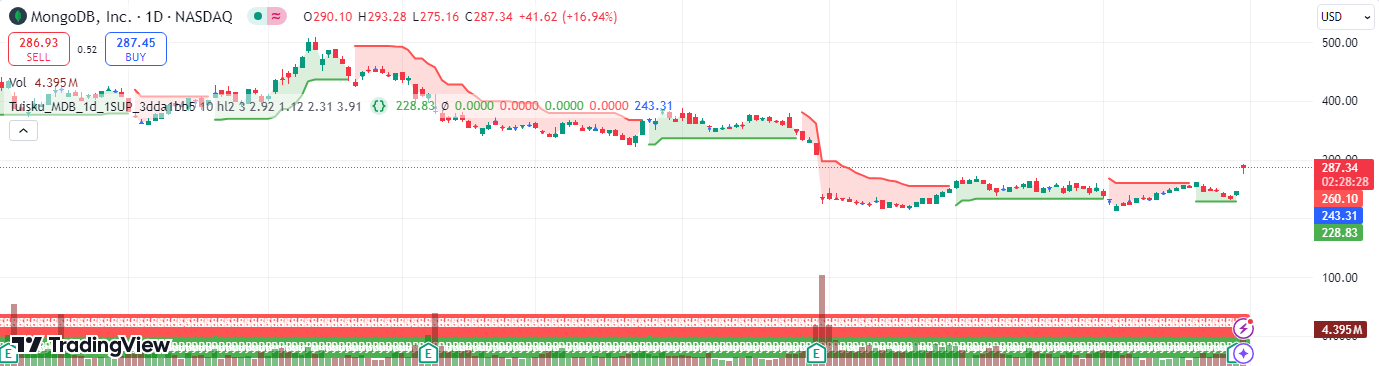 MongoDB, Inc. · 1D · NASDAQ O290.10 H293.28 L275.16 C287.34 +41.62 (+16.94%)
USD
286.93 SELL
0.52
287.45 BUY
500.00
Vol 4.395M
Tuisku_MDB_1d_1SUP_3dda1bb5 10 hl2 3 2.92 1.12 2.31 3.91 {} 228.83 Ø 0.0000 0.0000 0.0000 0.0000 243.31
400.00
300.00
287.34
02:28:28
260.10
243.31
228.83
100.00
4.395M
TradingView
E
E
E